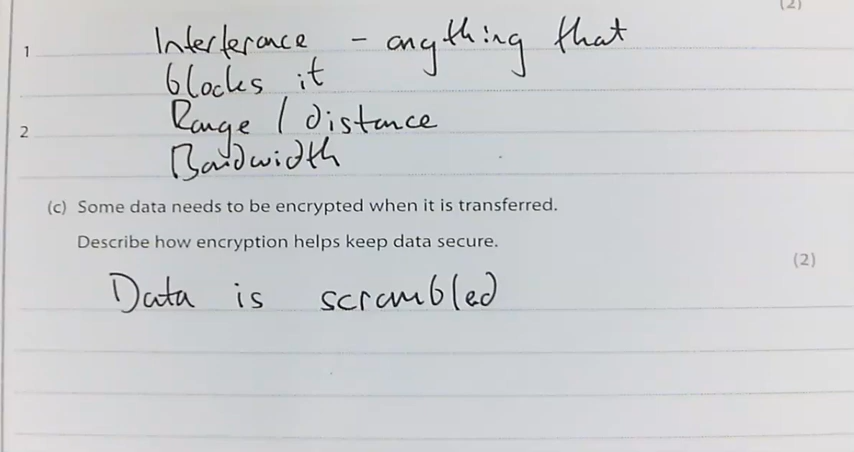 (2)
1 Interference - anything that
blocks it
2 Range / distance
Bandwidth
(c) Some data needs to be encrypted when it is transferred.
Describe how encryption helps keep data secure.
(2)
Data is scrambled